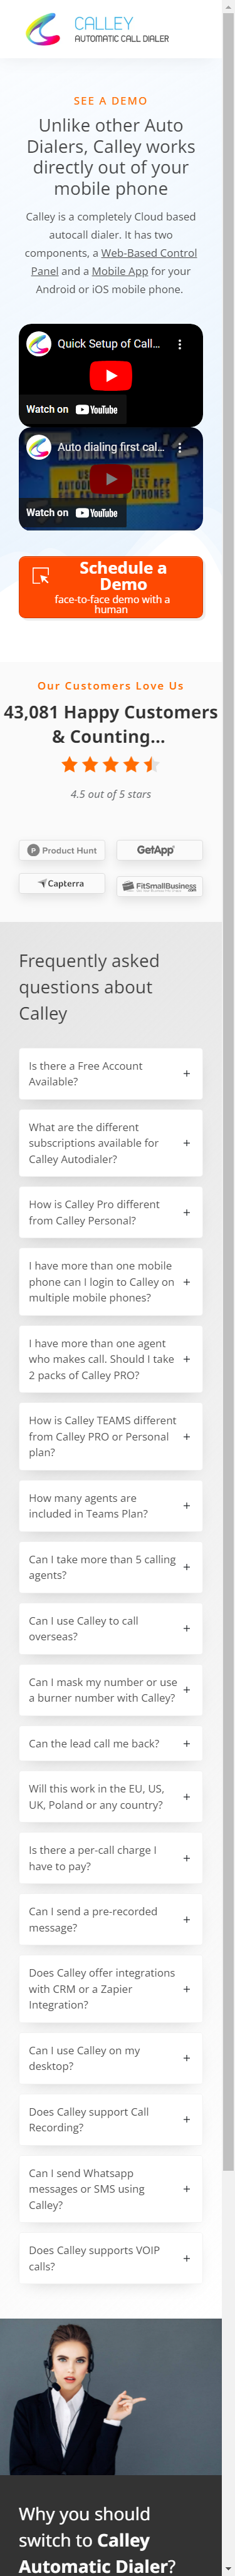 CALLEY
AUTOMATIC CALL DIALER
SEE A DEMO
Unlike other Auto
Dialers, Calley works
directly out of your
mobile phone
Calley is a completely Cloud based
autocall dialer. It has two
components, a Web-Based Control
Panel and a Mobile App for your
Android or iOS mobile phone.
Quick Setup of Call...
Watch on YouTube
Auto dialing first cal...
Watch on YouTube
Schedule a
Demo
face-to-face demo with a
human
Our Customers Love Us
43,081 Happy Customers
& Counting...
4.5 our of 5 stars
Product Hunt
GetApp
Capterra
FitSmallBusiness
Frequently asked
questions about
Calley
Is there a Free Account
Available?
What are the different
subscriptions available for
Calley Autodialer?
How is Calley Pro different
from Calley Personal?
I have more than one mobile
phone can I login to Calley on
multiple mobile phones?
I have more than one agent
who makes call. Should I take
2 packs of Calley PRO?
How is Calley TEAMS different
from Calley PRO or Personal
plan?
How many agents are
included in Teams Plan?
Can I take more than 5 calling
agents?
Can I use Calley to call
overseas?
Can I mask my number or use
a burner number with Calley?
Can the lead call me back?
Will this work in the EU, US,
UK, Poland or any country?
Is there a per-call charge I
have to pay?
Can I send a pre-recorded
message?
Does Calley offer integrations
with CRM or a Zapier
Integration?
Can I use Calley on my
desktop?
Does Calley support Call
Recording?
Can I send Whatsapp
messages or SMS using
Calley?
Does Calley supports VOIP
calls?
Why you should
switch to Calley
Automatic Dialer?